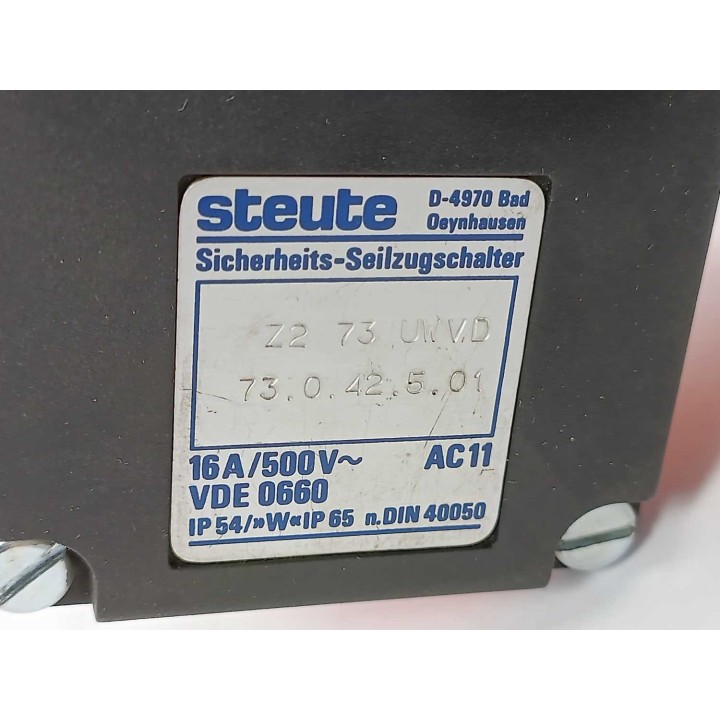 steute
D-4970 Bad
Oeynhausen
Sicherheits-Seilzugschalter
Z2 73 UWVD
73.0.42.5.01
16A/500V~ AC11
VDE 0660
IP 54/»W«IP 65 n.DIN 40050